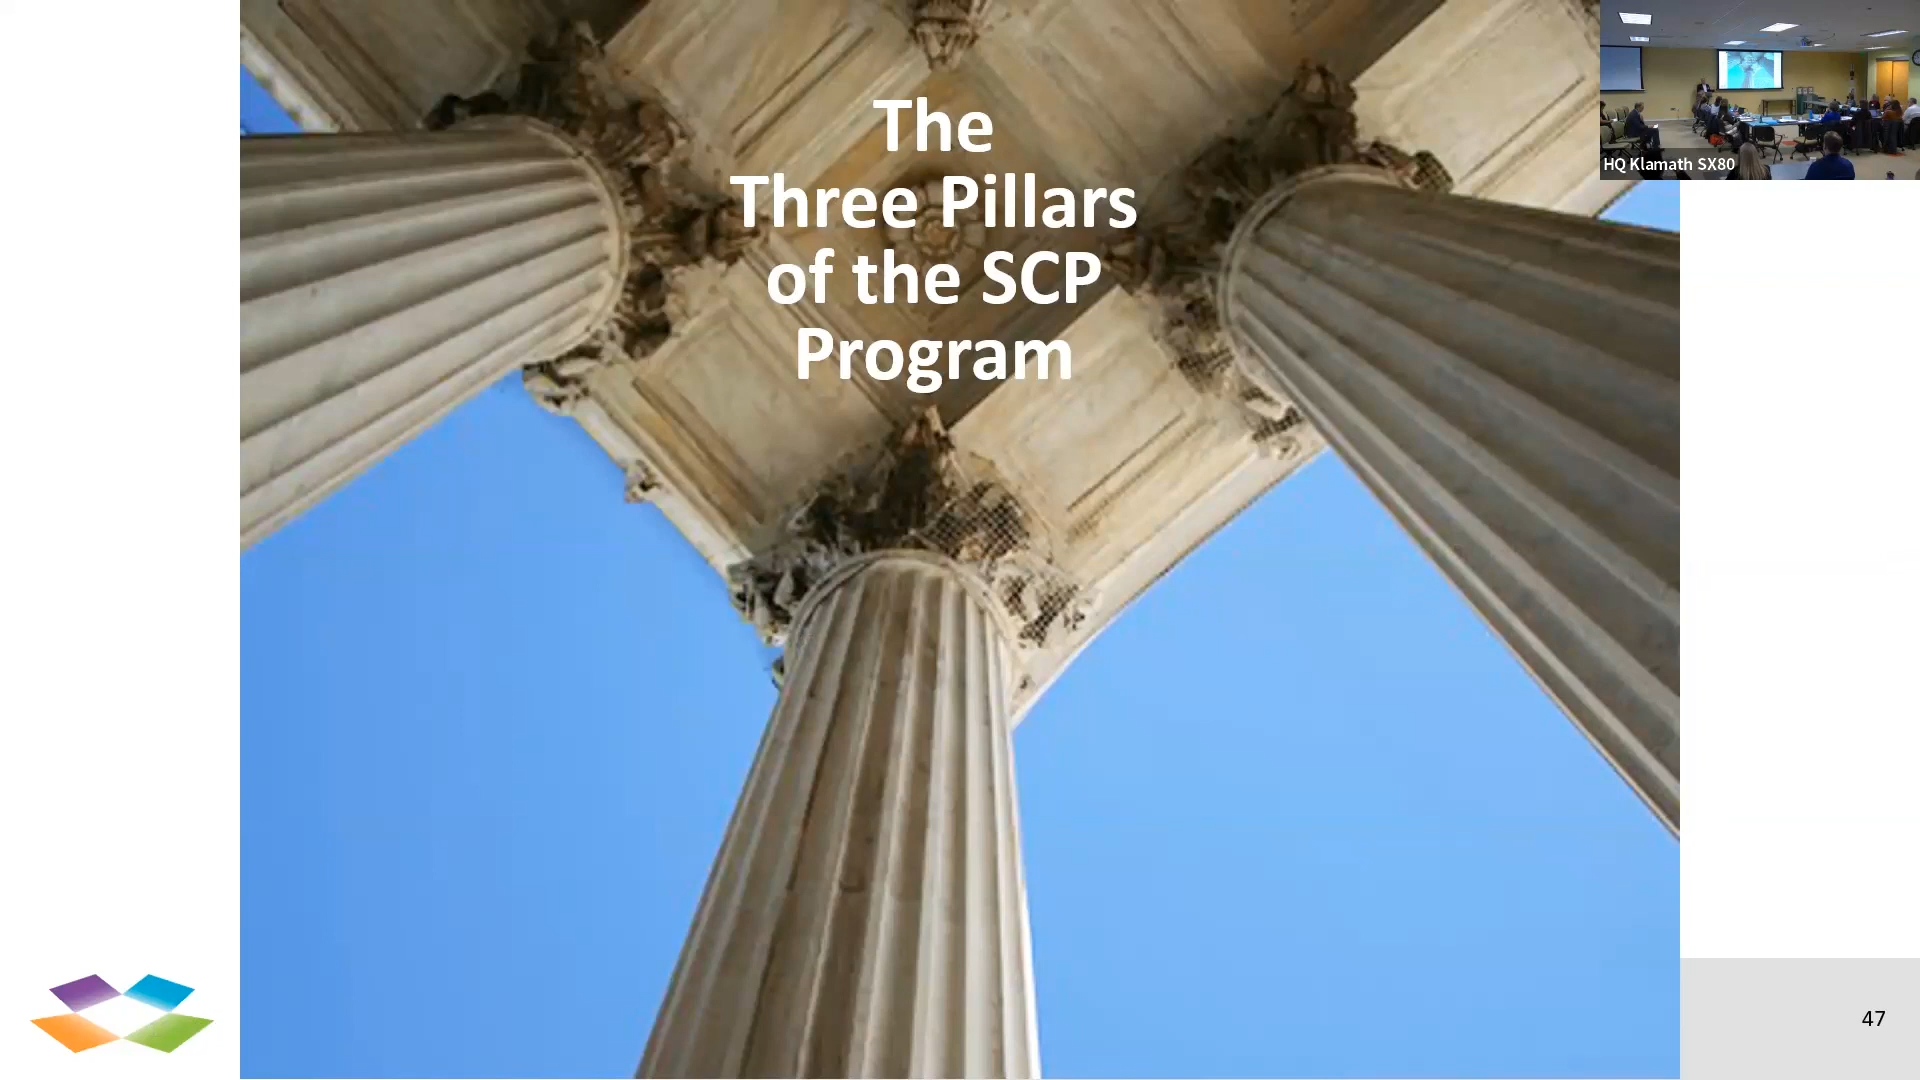 The
Three Pillars
of the SCP
Program
HQ Klamath SX80
47